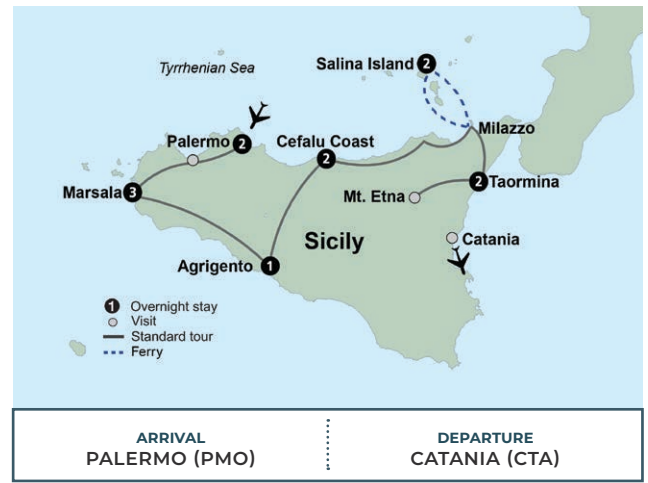 Tyrrhenian Sea
Salina Island 2
Milazzo
Palermo 2
Cefalu Coast
2
Marsala 3
Mt. Etna
2 Taormina
Sicily
Catania
Agrigento 1
1 Overnight stay
Visit
Standard tour
Ferry
ARRIVAL
PALERMO (PMO)
DEPARTURE
CATANIA (CTA)